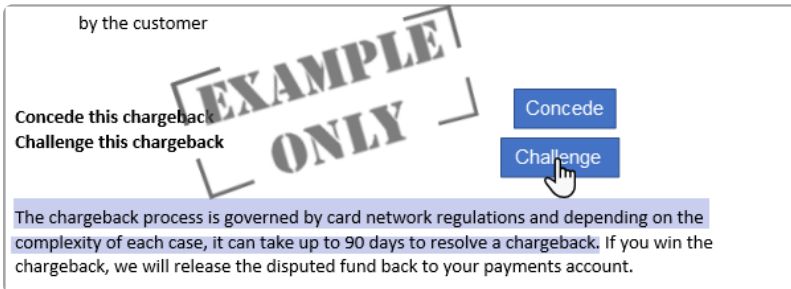 by the customer
EXAMPLE
ONLY
Concede this chargeback
Concede
Challenge this chargeback
Challenge
The chargeback process is governed by card network regulations and depending on the
complexity of each case, it can take up to 90 days to resolve a chargeback. If you win the
chargeback, we will release the disputed fund back to your payments account.